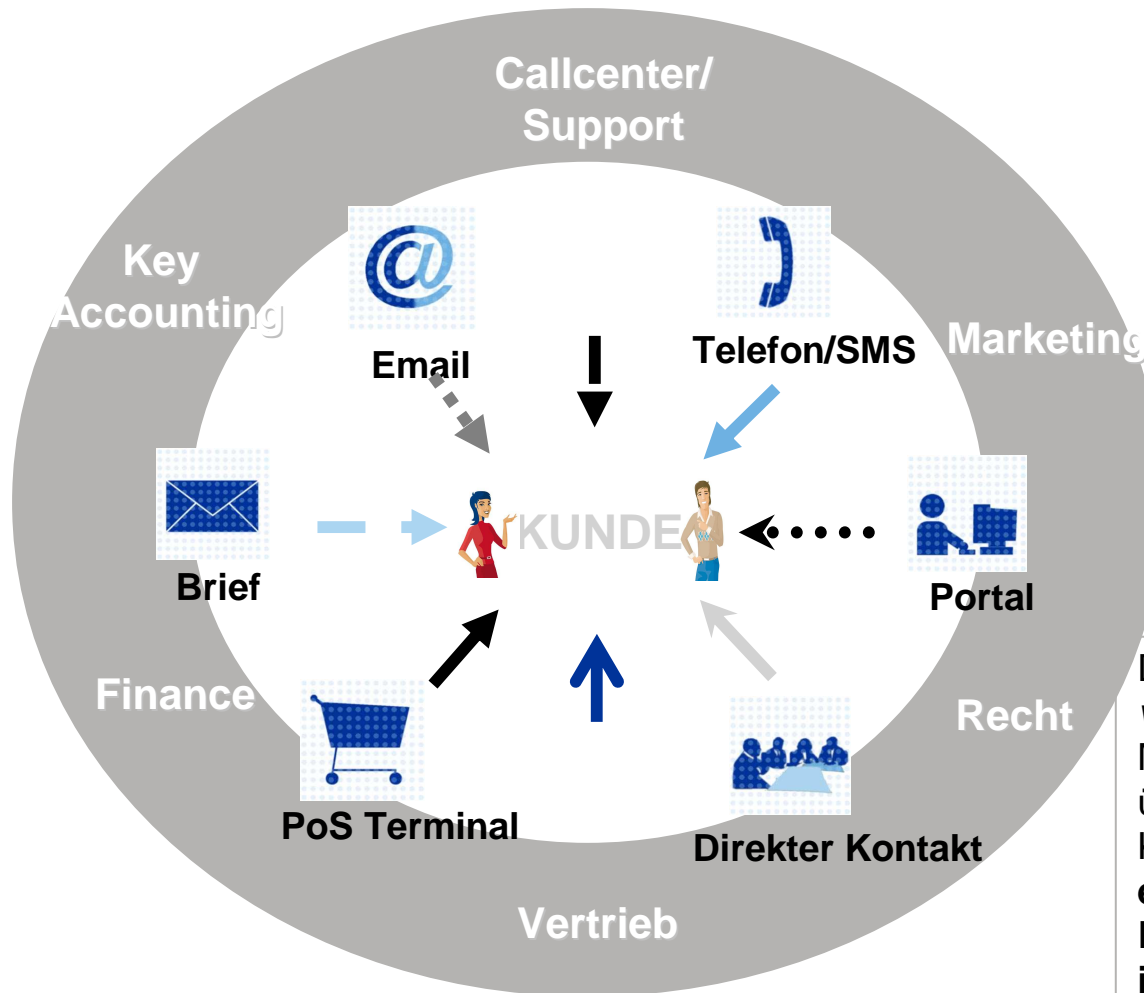 Callcenter/
Support
Key
Accounting
Email
Telefon/SMS
Marketing
KUNDE
Brief
Portal
Finance
Recht
PoS Terminal
Direkter Kontakt
Vertrieb